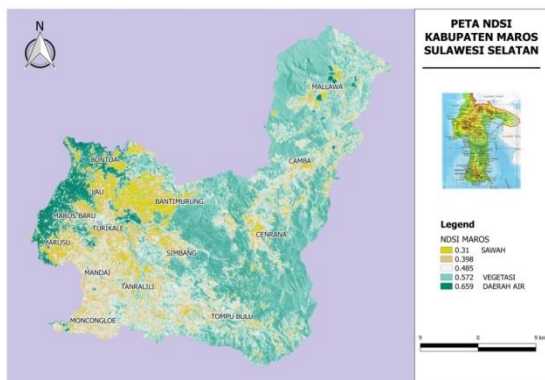 PETA NDSI
KABUPATEN MAROS
SULAWESI SELATAN
N
MALLAWA
CAMBA
BONTOA
LAU
BANTIMURUNG
MAROS BARU
TURIKALE
MARUSU
CENRANA
SIMBANG
MANDAI
TANRALILI
MONCONGLOE
TOMPU BULU
Legend
NDSI MAROS
0.31 SAWAH
0.398
0.485
0.572 VEGETASI
0.659 DAERAH AIR
9 0 9 km